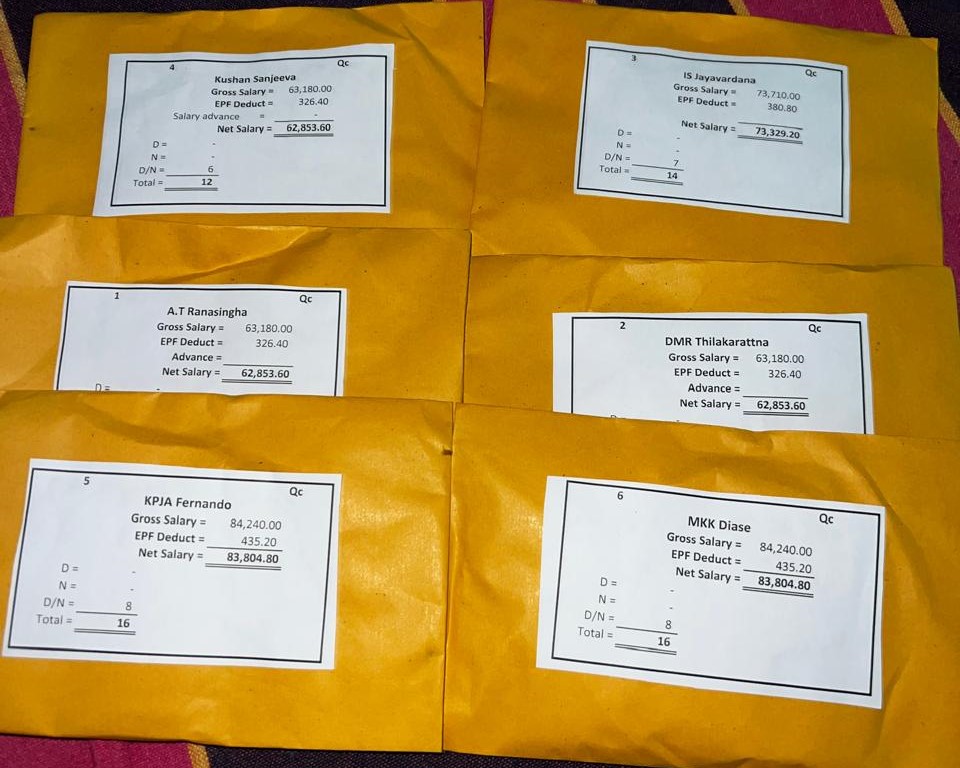 4 Qc
Kushan Sanjeeva
Gross Salary = 63,180.00
EPF Deduct = 326.40
Salary advance = -
Net Salary = 62,853.60
D = -
N = -
D/N = 6
Total = 12
3 Qc
IS Jayavardana
Gross Salary = 73,710.00
EPF Deduct = 380.80
Net Salary = 73,329.20
D =
N =
D/N = 7
Total = 14
1 Qc
A.T Ranasingha
Gross Salary = 63,180.00
EPF Deduct = 326.40
Advance =
Net Salary = 62,853.60
D = -
2 Qc
DMR Thilakarattna
Gross Salary = 63,180.00
EPF Deduct = 326.40
Advance =
Net Salary = 62,853.60
5 Qc
KPJA Fernando
Gross Salary = 84,240.00
EPF Deduct = 435.20
Net Salary = 83,804.80
D = -
N = -
D/N = 8
Total = 16
6 Qc
MKK Diase
Gross Salary = 84,240.00
EPF Deduct = 435.20
Net Salary = 83,804.80
D = -
N = -
D/N = 8
Total = 16